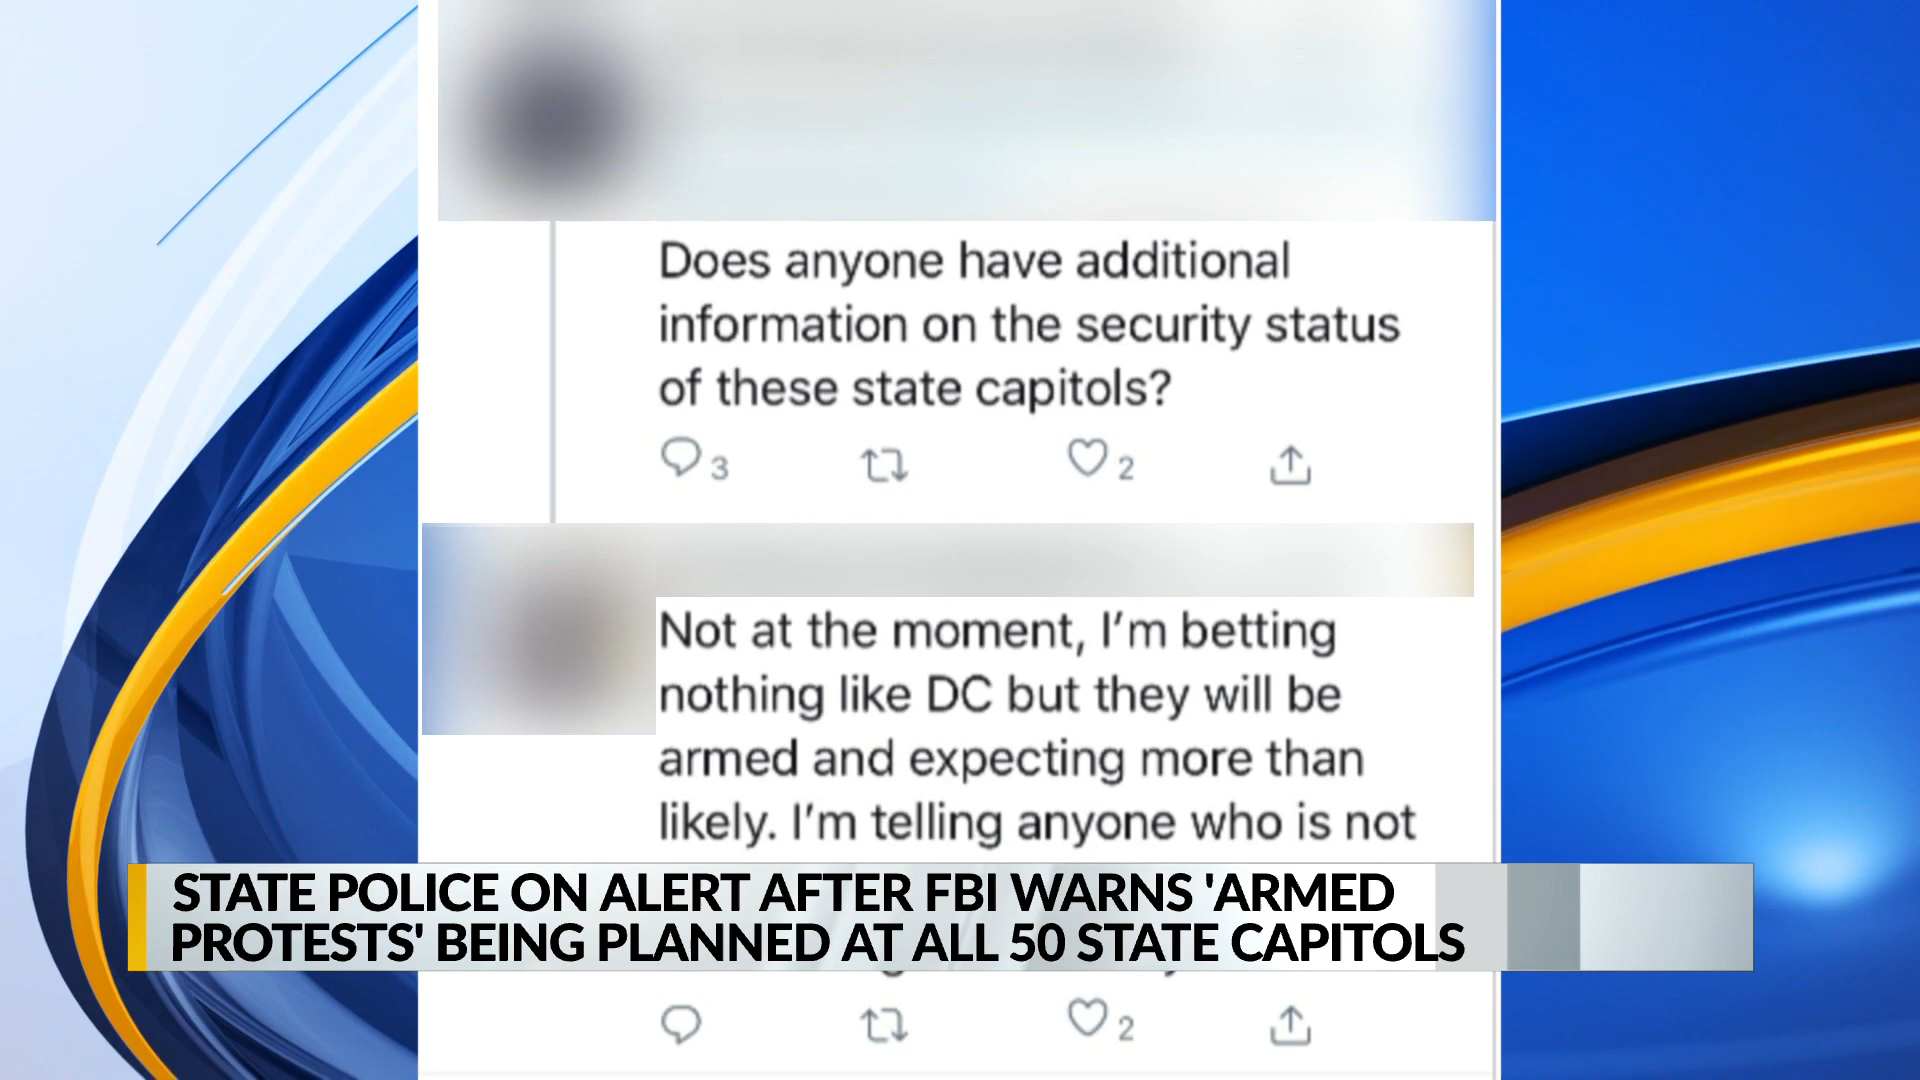 Does anyone have additional
information on the security status
of these state capitols?
3
2
Not at the moment, I'm betting
nothing like DC but they will be
armed and expecting more than
likely. I'm telling anyone who is not
STATE POLICE ON ALERT AFTER FBI WARNS 'ARMED
PROTESTS' BEING PLANNED AT ALL 50 STATE CAPITOLS
2